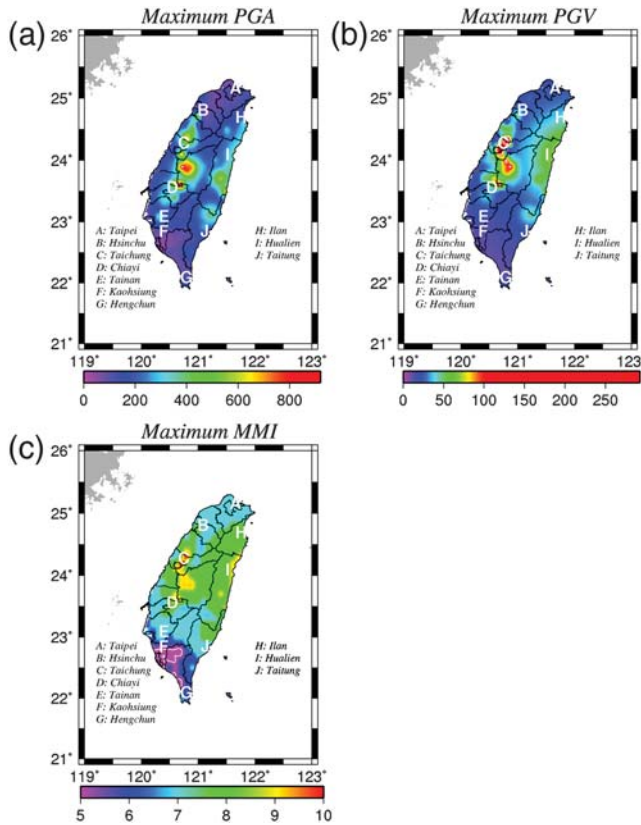 (a)
Maximum PGA
26°
25°
24°
23°
22°
21°
119°
120°
121°
122°
123°
A
B
H
C
I
D
E
F
J
G
A: Taipei
B: Hsinchu
C: Taichung
D: Chiayi
E: Tainan
F: Kaohsiung
G: Hengchun
H: Ilan
I: Hualien
J: Taitung
0 200 400 600 800
(b)
Maximum PGV
26°
25°
24°
23°
22°
21°
119°
120°
121°
122°
123°
A
B
H
C
I
D
E
F
J
G
A: Taipei
B: Hsinchu
C: Taichung
D: Chiayi
E: Tainan
F: Kaohsiung
G: Hengchun
H: Ilan
I: Hualien
J: Taitung
0 50 100 150 200 250
(c)
Maximum MMI
26°
25°
24°
23°
22°
21°
119°
120°
121°
122°
123°
A
B
H
C
I
D
E
F
J
G
A: Taipei
B: Hsinchu
C: Taichung
D: Chiayi
E: Tainan
F: Kaohsiung
G: Hengchun
H: Ilan
I: Hualien
J: Taitung
5 6 7 8 9 10